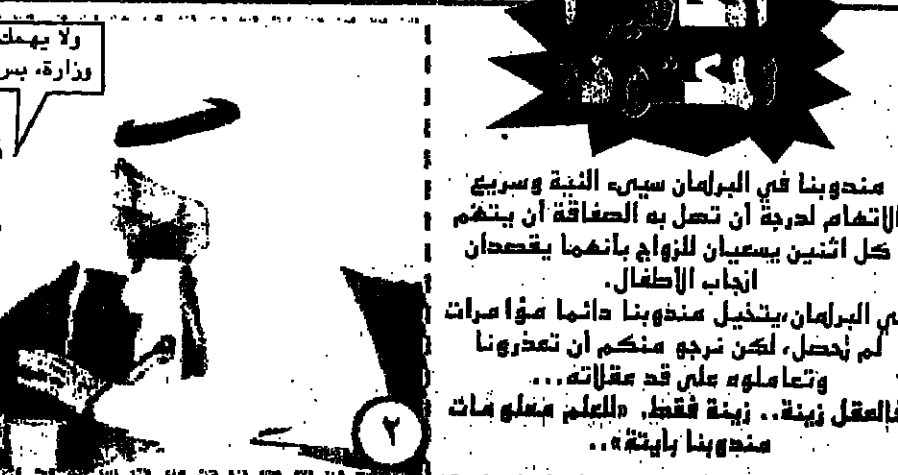 مندوبنا في البرلمان سيىء النية وسريع
الاتهام لدرجة أن تصل به الصفاقة أن يتهم
كل اثنين يسعيان للزواج بأنهما يقصدان
انجاب الأطفال.
البرلمان،يتخيل مندوبنا دائما مؤامرات
لم تحصل، لكن نرجو منكم أن تعذرونا
وتعاملوه على قد عقلاته...
فالعقل زينة.. زينة فقط. «للعلم معلومات
مندوبنا بايتة»..
ولا يهمك
وزارة، بس
٢